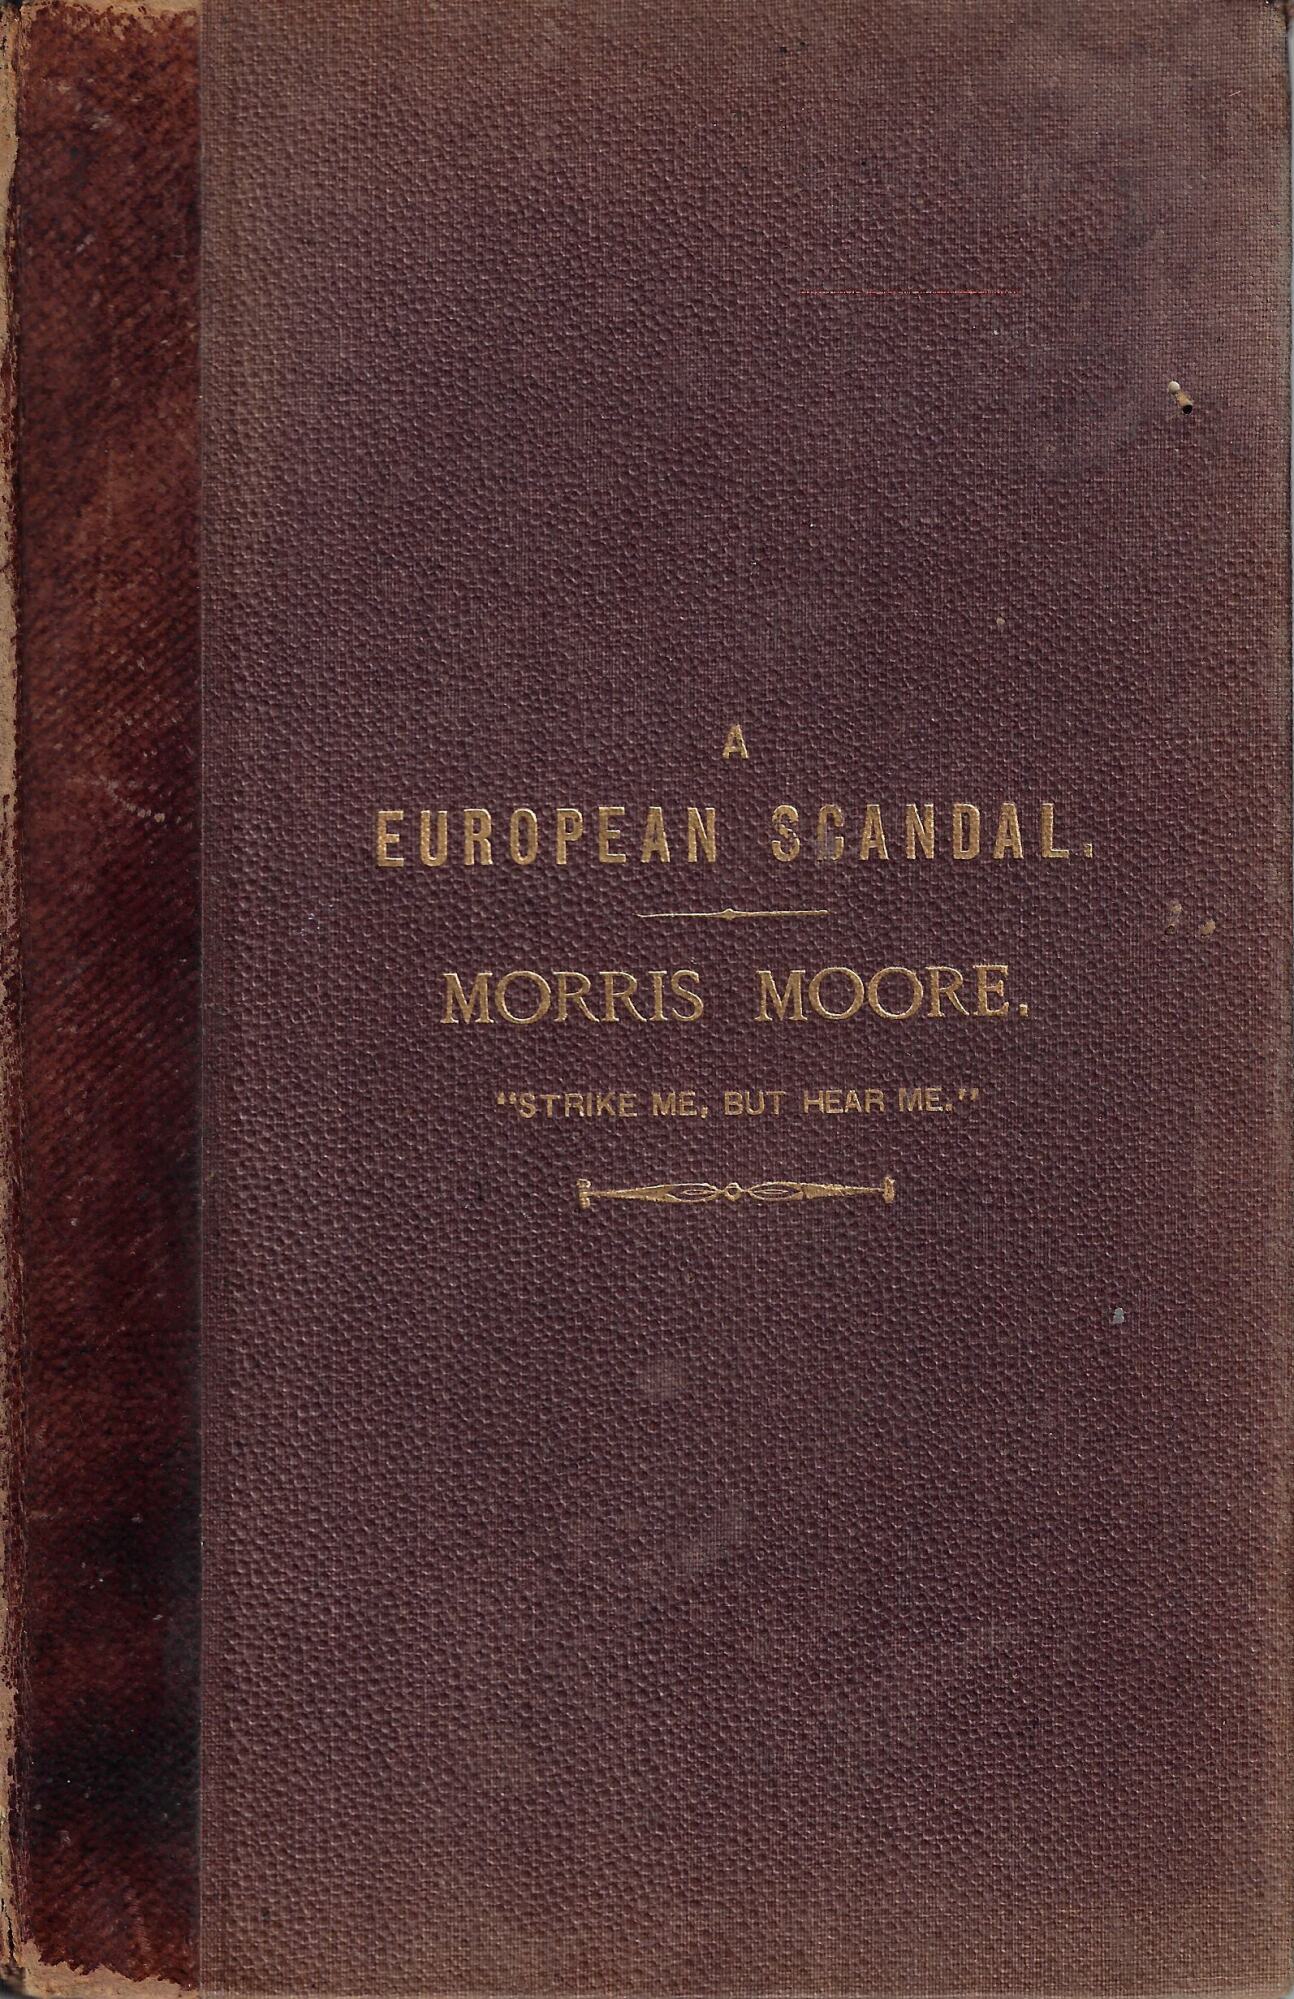 A
EUROPEAN SCANDAL.
MORRIS MOORE.
"STRIKE ME, BUT HEAR ME."